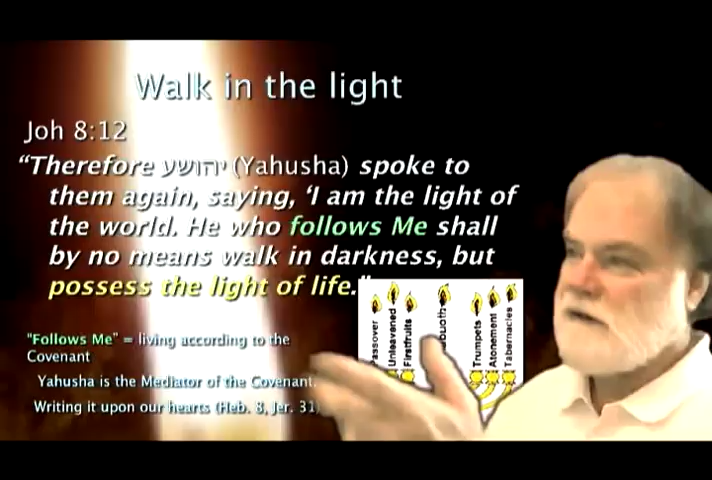 Walk in the light
Joh 8:12
“Therefore יהושע (Yahusha) spoke to
them again, saying, ‘I am the light of
the world. He who follows Me shall
by no means walk in darkness, but
possess the light of life.”
"Follows Me" = living according to the
Covenant
Yahusha is the Mediator of the Covenant.
Writing it upon our hearts (Heb. 8, Jer. 31)
Unleavened
Firstfruits
Trumpets
Atonement
Tabernacles